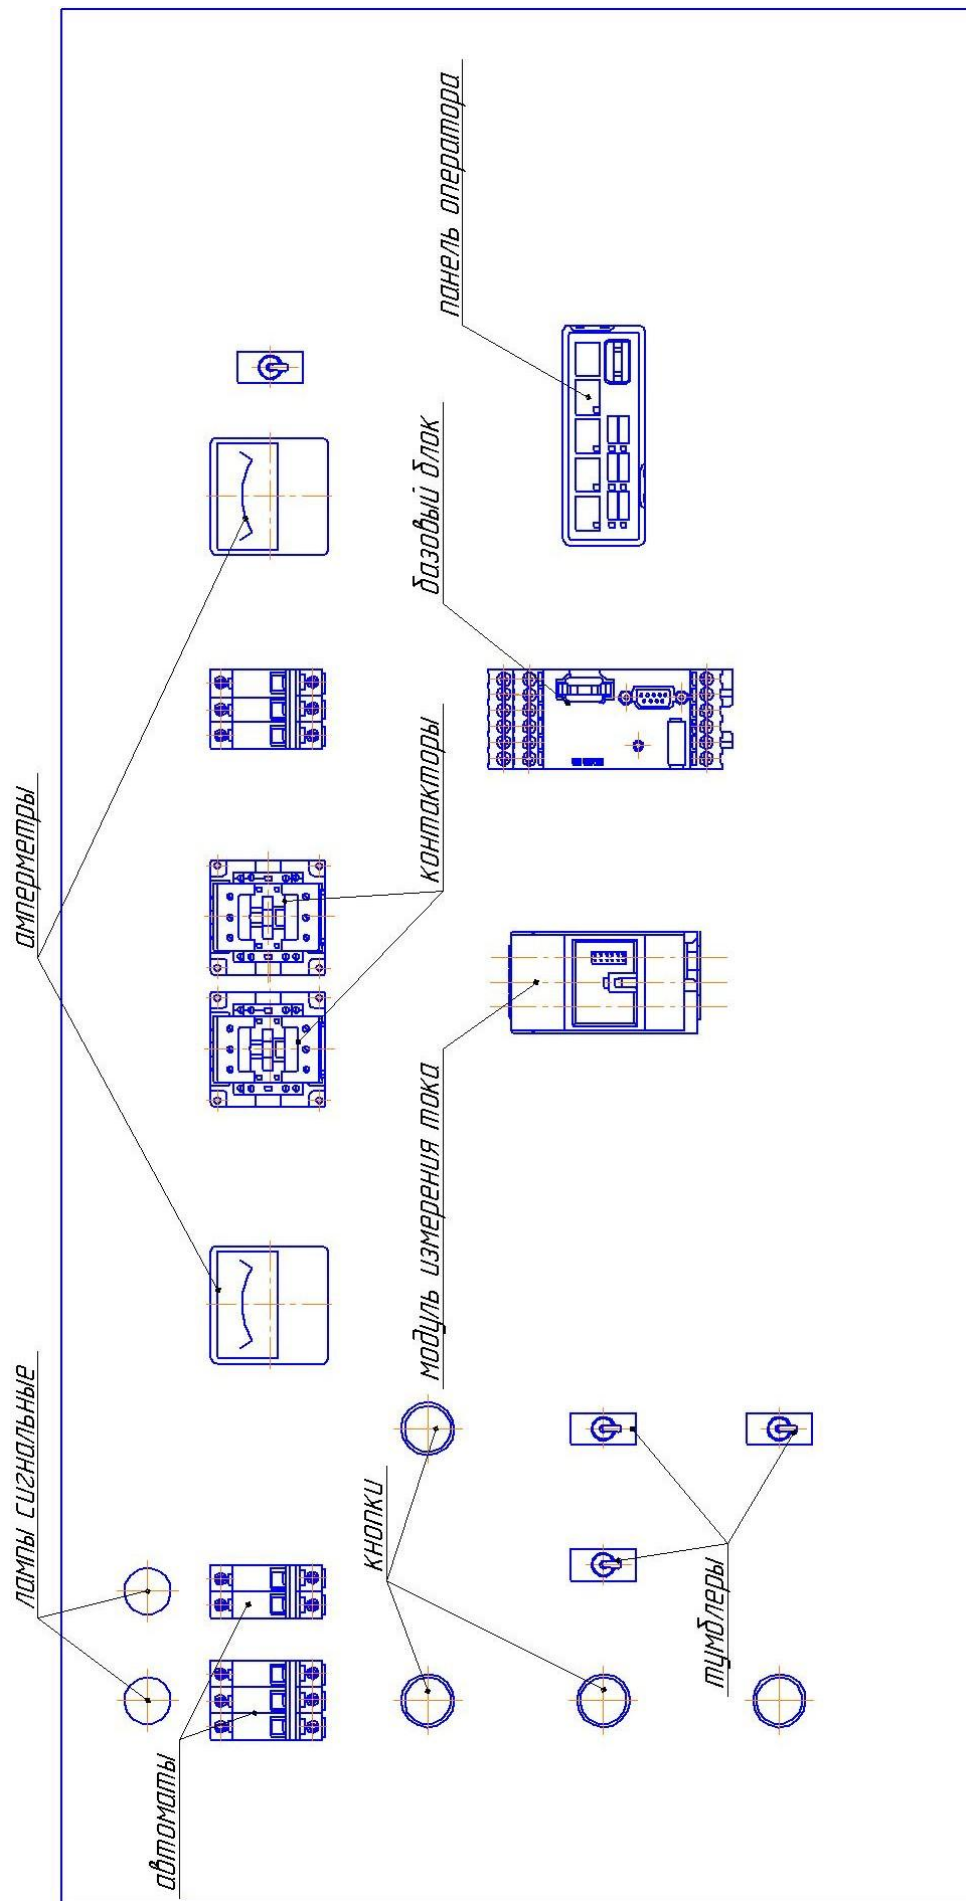 лампы сигнальные
амперметры
автоматы
кнопки
модуль измерения тока
контакторы
базовый блок
панель оператора
тумблеры